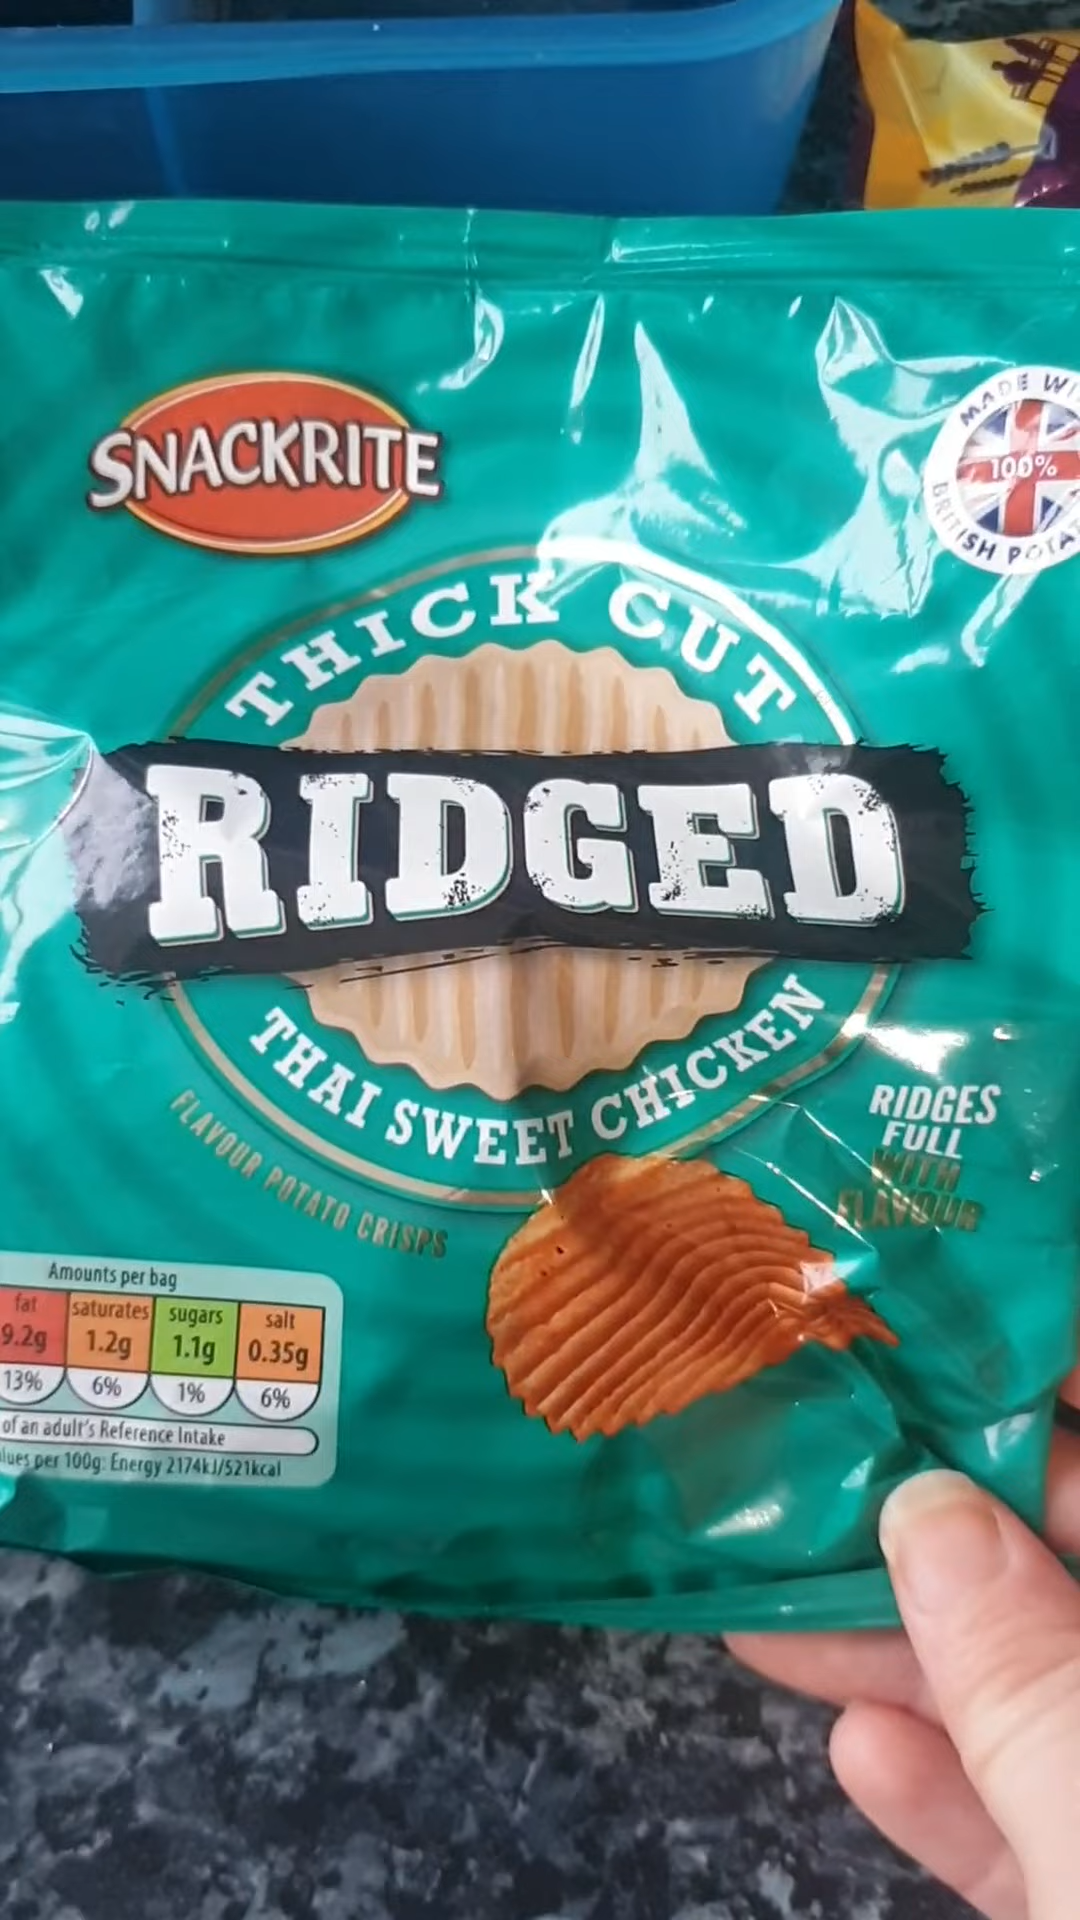 SNACKRITE
MADE WI
100%
BRITISH POTA
THICK CUT
RIDGED
THAI SWEET CHICKEN
FLAVOUR POTATO CRISPS
RIDGES
FULL
WITH
FLAVOUR
Amounts per bag
fat saturates sugars salt
9.2g 1.2g 1.1g 0.35g
13% 6% 1% 6%
of an adult's Reference Intake
lues per 100g: Energy 2174kJ/521kcal